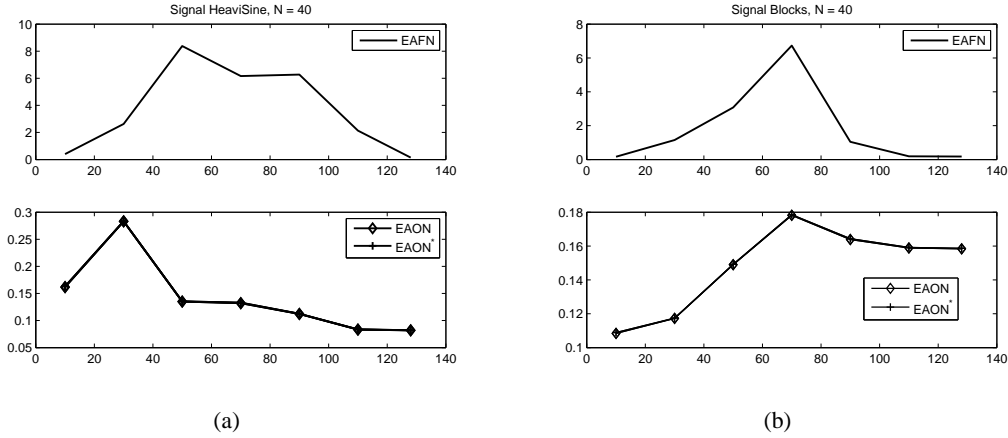 Signal HeaviSine, N = 40
10
8
6
4
2
0
EAFN
0 20 40 60 80 100 120 140
0.3
0.25
0.2
0.15
0.1
0.05
EAON
EAON*
0 20 40 60 80 100 120 140
(a)
Signal Blocks, N = 40
8
6
4
2
0
EAFN
0 20 40 60 80 100 120 140
0.18
0.16
0.14
0.12
0.1
EAON
EAON*
0 20 40 60 80 100 120 140
(b)